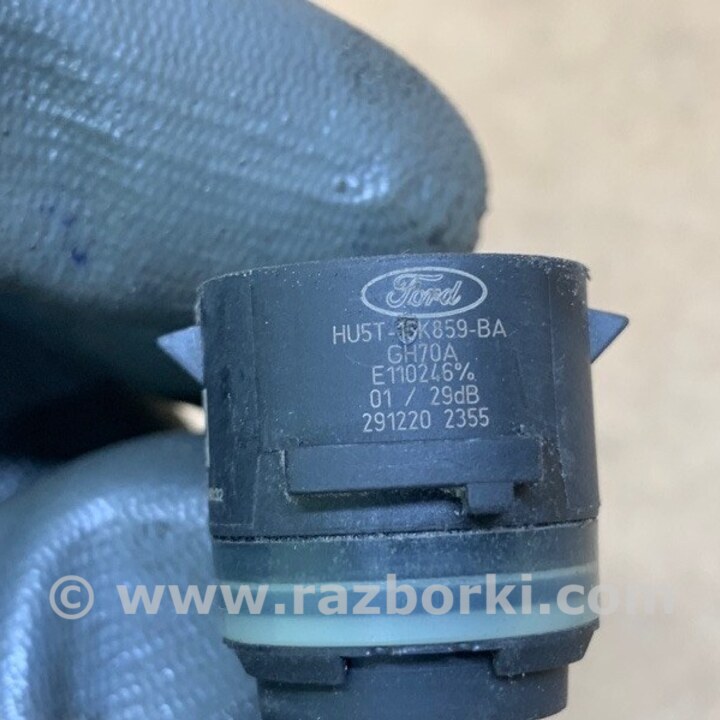 Ford
HU5T-15K859-BA
GH70A
E110246%
01 / 29dB
291220 2355
© www.razborki.com